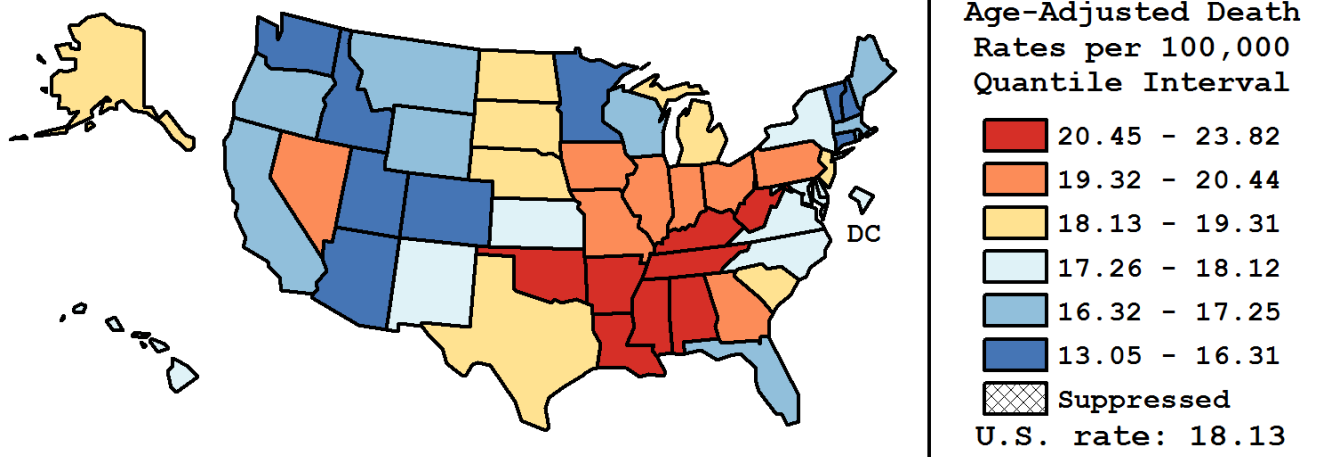 Age-Adjusted Death
Rates per 100,000
Quantile Interval
20.45 - 23.82
19.32 - 20.44
18.13 - 19.31
17.26 - 18.12
16.32 - 17.25
13.05 - 16.31
Suppressed
U.S. rate: 18.13
DC